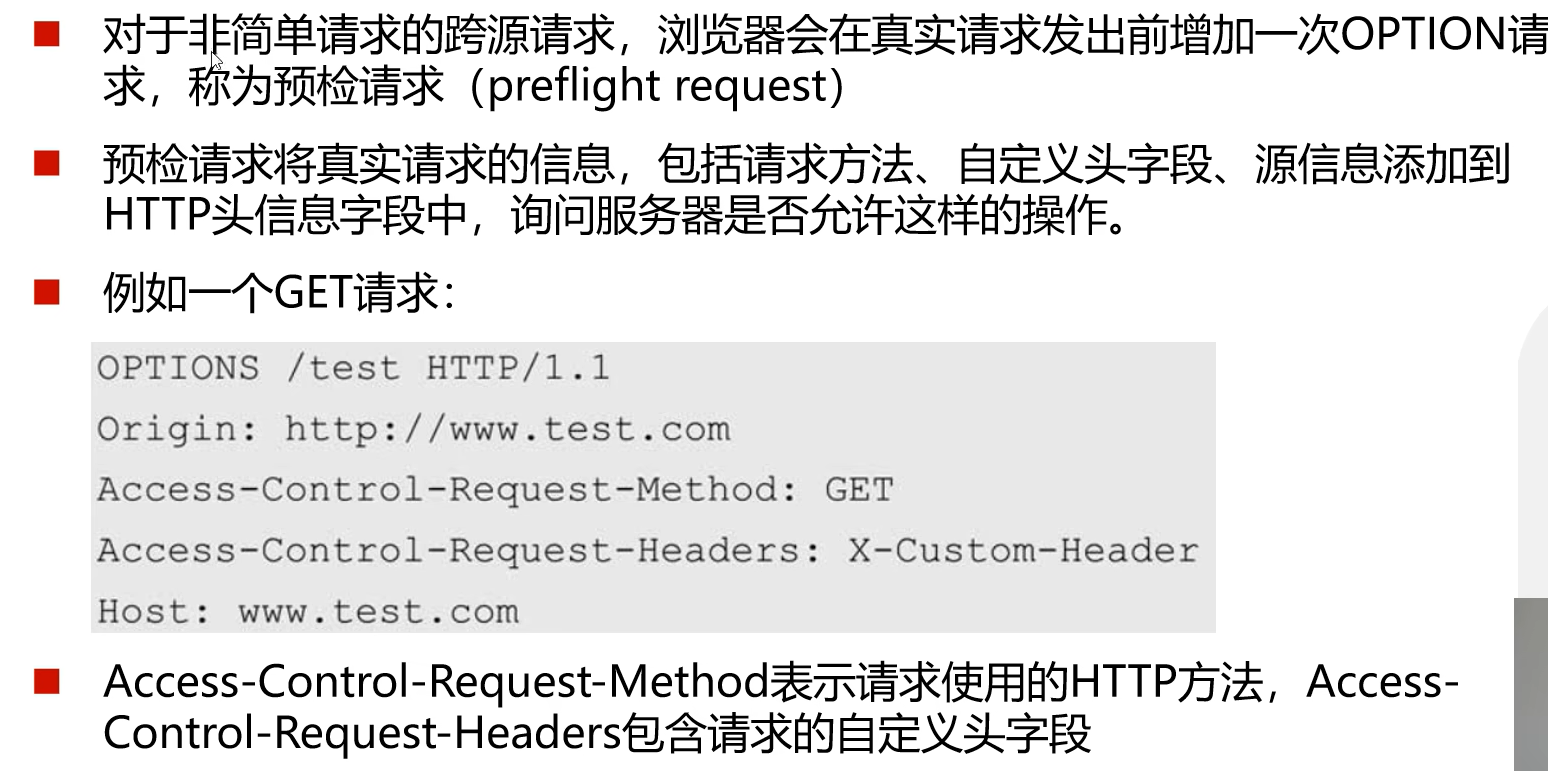 对于非简单请求的跨源请求，浏览器会在真实请求发出前增加一次OPTION请
求，称为预检请求（preflight request）
预检请求将真实请求的信息，包括请求方法、自定义头字段、源信息添加到
HTTP头信息字段中，询问服务器是否允许这样的操作。
例如一个GET请求：
OPTIONS /test HTTP/1.1
Origin: http://www.test.com
Access-Control-Request-Method: GET
Access-Control-Request-Headers: X-Custom-Header
Host: www.test.com
Access-Control-Request-Method表示请求使用的HTTP方法，Access-
Control-Request-Headers包含请求的自定义头字段